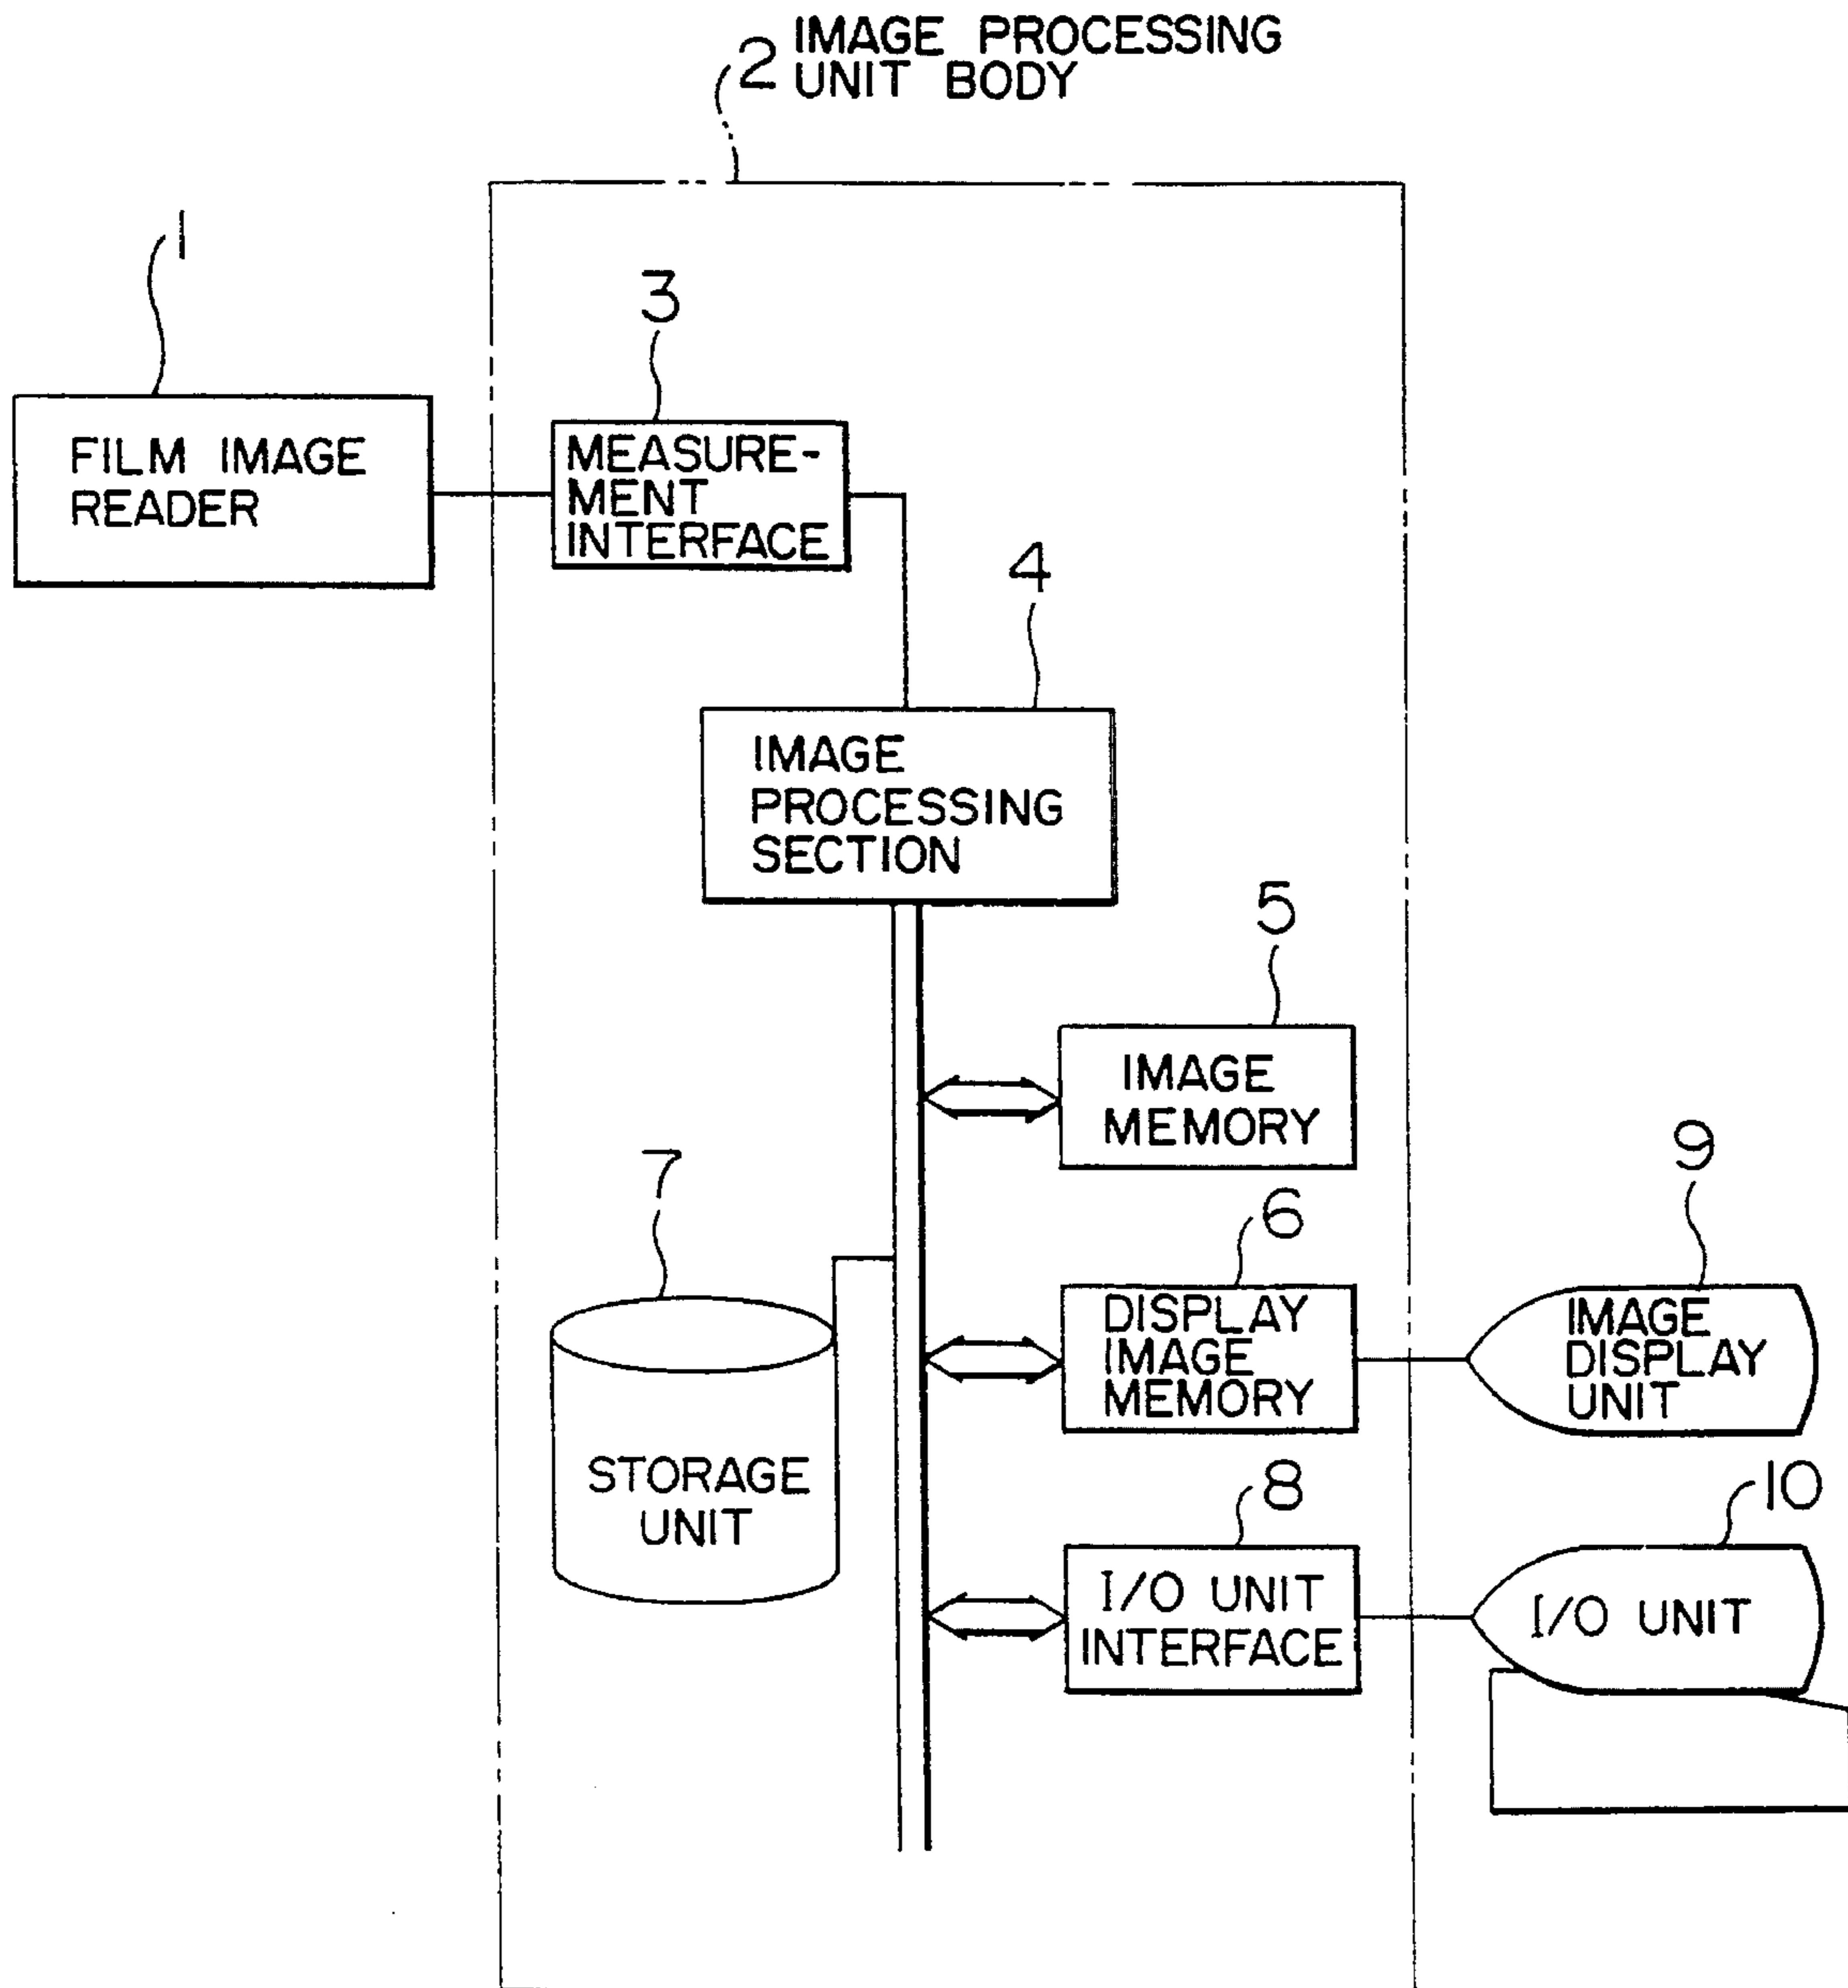 2 IMAGE PROCESSING
UNIT BODY
1
FILM IMAGE
READER
3
MEASURE-
MENT
INTERFACE
4
IMAGE
PROCESSING
SECTION
5
IMAGE
MEMORY
7
STORAGE
UNIT
6
DISPLAY
IMAGE
MEMORY
9
IMAGE
DISPLAY
UNIT
8
I/O UNIT
INTERFACE
10
I/O UNIT